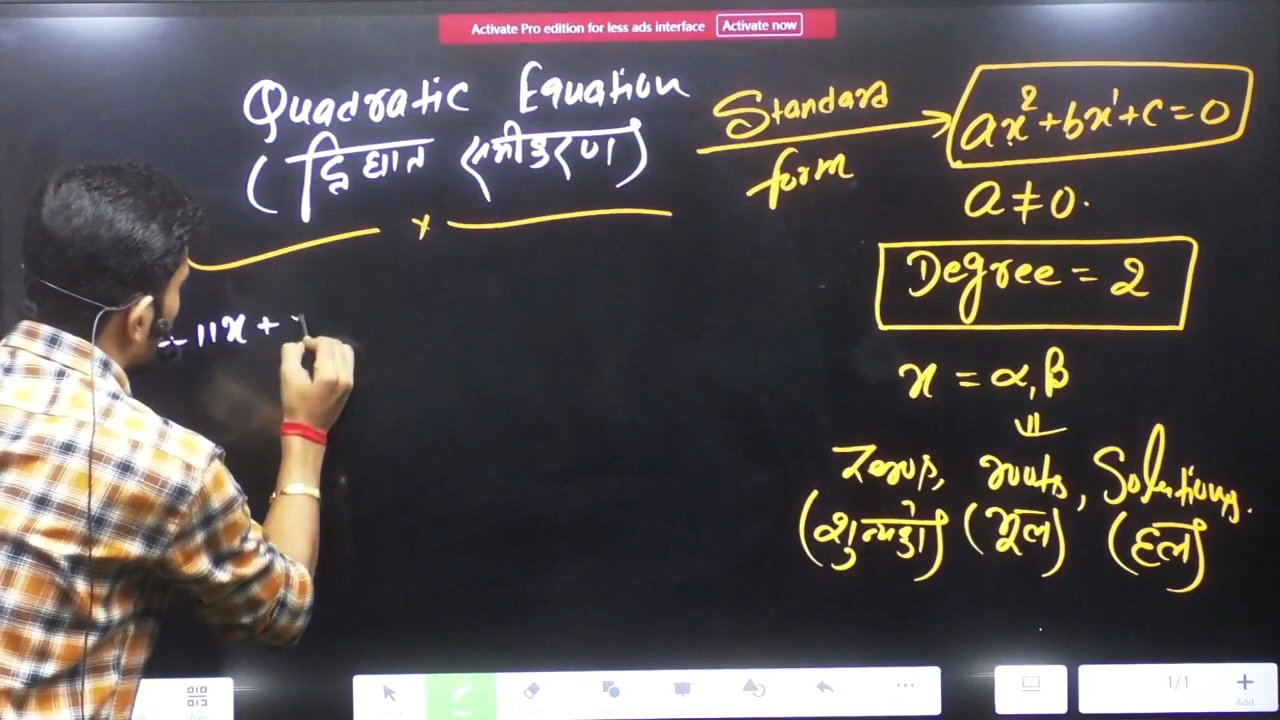 Activate Pro edition for less ads interface Activate now
Quadratic Equation
(द्विघात समीकरण)
Standard form
ax²+bx¹+c=0
a≠0.
Degree = 2
- 11x +
x = α, β
Zeros, roots, Solutions.
(शुन्यको) (मूल) (हल)
1/1
Add